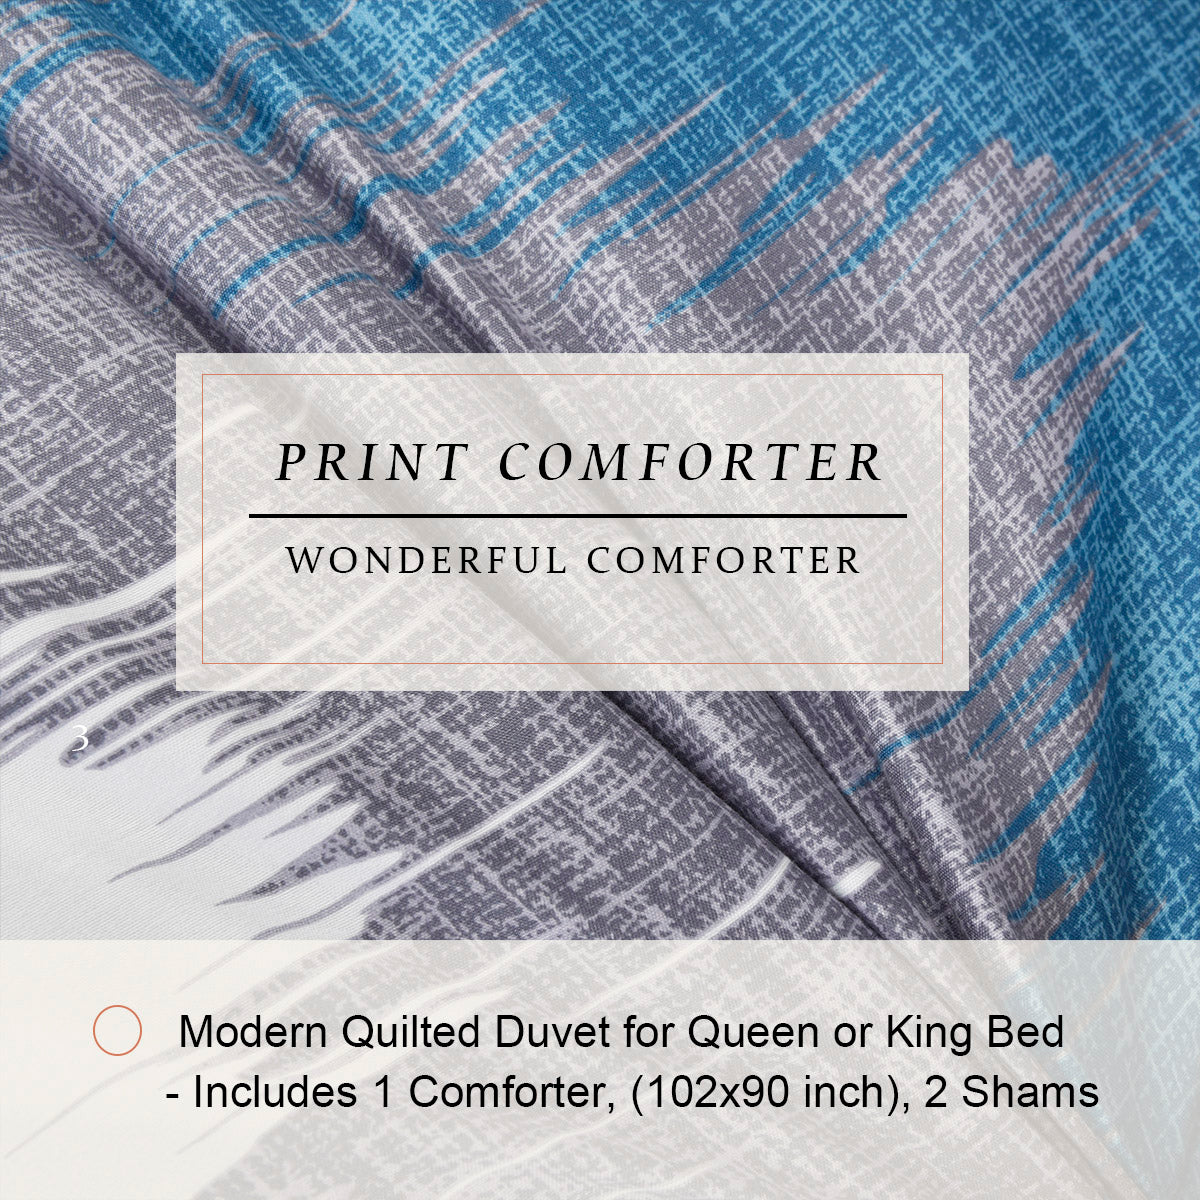 PRINT COMFORTER
WONDERFUL COMFORTER
3
Modern Quilted Duvet for Queen or King Bed
- Includes 1 Comforter, (102x90 inch), 2 Shams